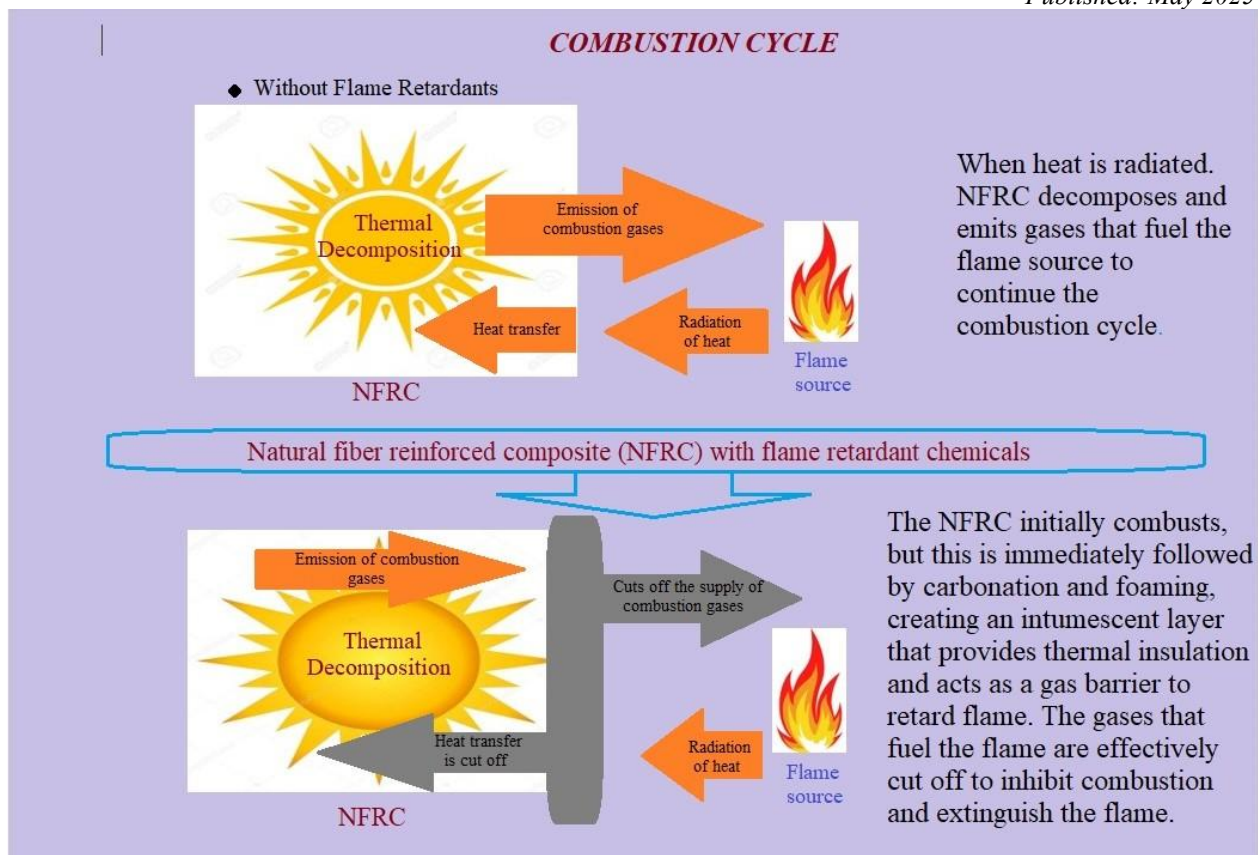 Published: May 2025
COMBUSTION CYCLE
◆ Without Flame Retardants
Thermal
Decomposition
Emission of
combustion gases
Heat transfer
Radiation
of heat
Flame
source
NFRC
When heat is radiated.
NFRC decomposes and
emits gases that fuel the
flame source to
continue the
combustion cycle.
Natural fiber reinforced composite (NFRC) with flame retardant chemicals
Emission of combustion
gases
Thermal
Decomposition
Heat transfer
is cut off
Cuts off the supply of
combustion gases
Radiation
of heat
Flame
source
NFRC
The NFRC initially combusts,
but this is immediately followed
by carbonation and foaming,
creating an intumescent layer
that provides thermal insulation
and acts as a gas barrier to
retard flame. The gases that
fuel the flame are effectively
cut off to inhibit combustion
and extinguish the flame.